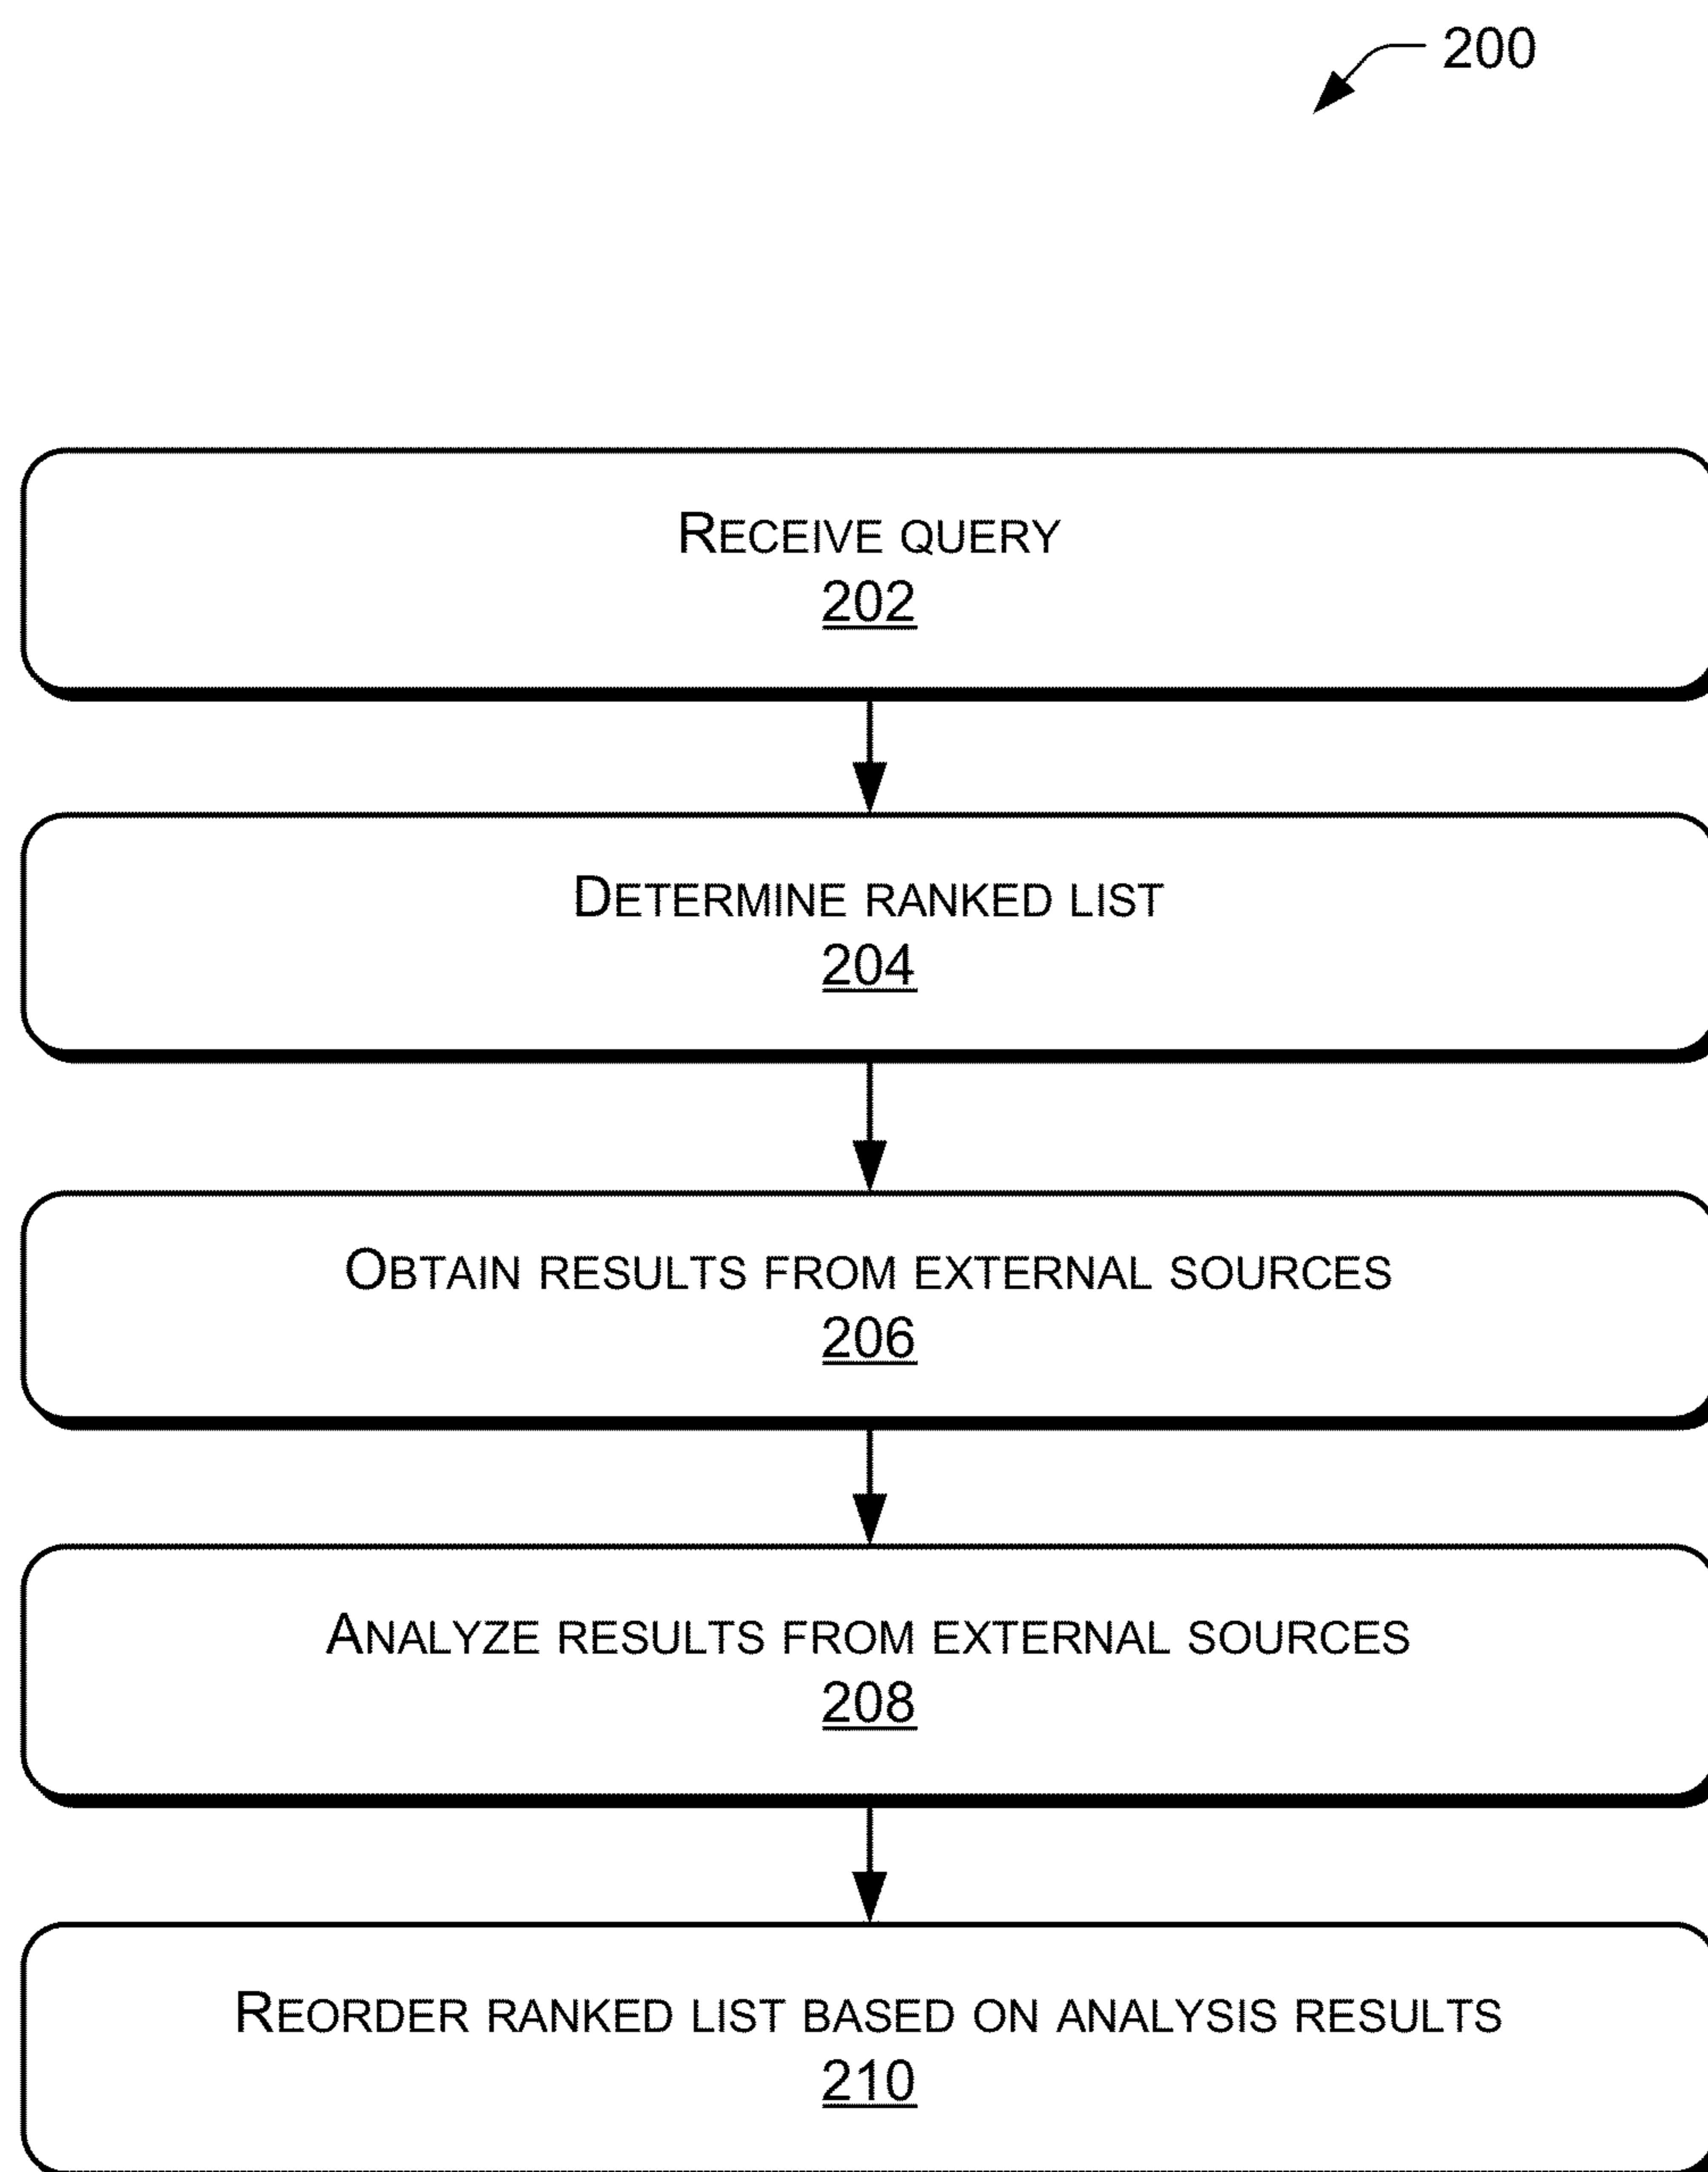 200
RECEIVE QUERY
202
DETERMINE RANKED LIST
204
OBTAIN RESULTS FROM EXTERNAL SOURCES
206
ANALYZE RESULTS FROM EXTERNAL SOURCES
208
REORDER RANKED LIST BASED ON ANALYSIS RESULTS
210